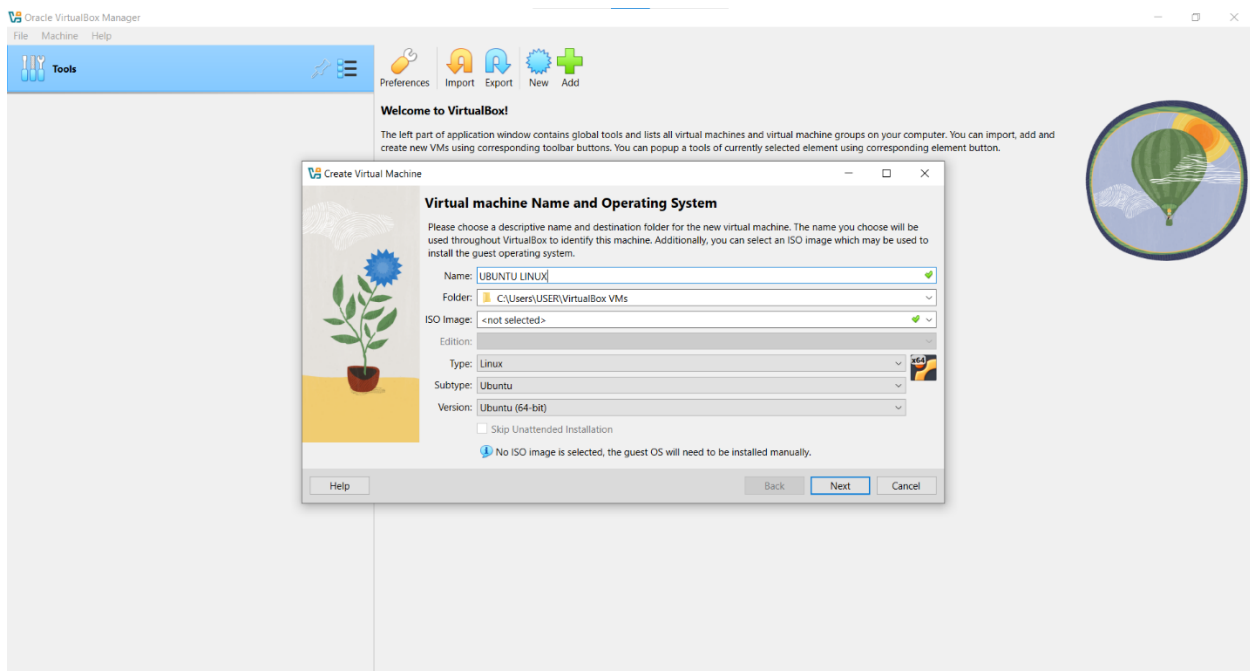 Oracle VirtualBox Manager
File Machine Help
Tools
Preferences Import Export New Add
Welcome to VirtualBox!
The left part of application window contains global tools and lists all virtual machines and virtual machine groups on your computer. You can import, add and
create new VMs using corresponding toolbar buttons. You can popup a tools of currently selected element using corresponding element button.
Create Virtual Machine
Virtual machine Name and Operating System
Please choose a descriptive name and destination folder for the new virtual machine. The name you choose will be
used throughout VirtualBox to identify this machine. Additionally, you can select an ISO image which may be used to
install the guest operating system.
Name: UBUNTU LINUX
Folder: C:\Users\USER\VirtualBox VMs
ISO Image: <not selected>
Edition:
Type: Linux
x64
Subtype: Ubuntu
Version: Ubuntu (64-bit)
Skip Unattended Installation
No ISO image is selected, the guest OS will need to be installed manually.
Help Back Next Cancel